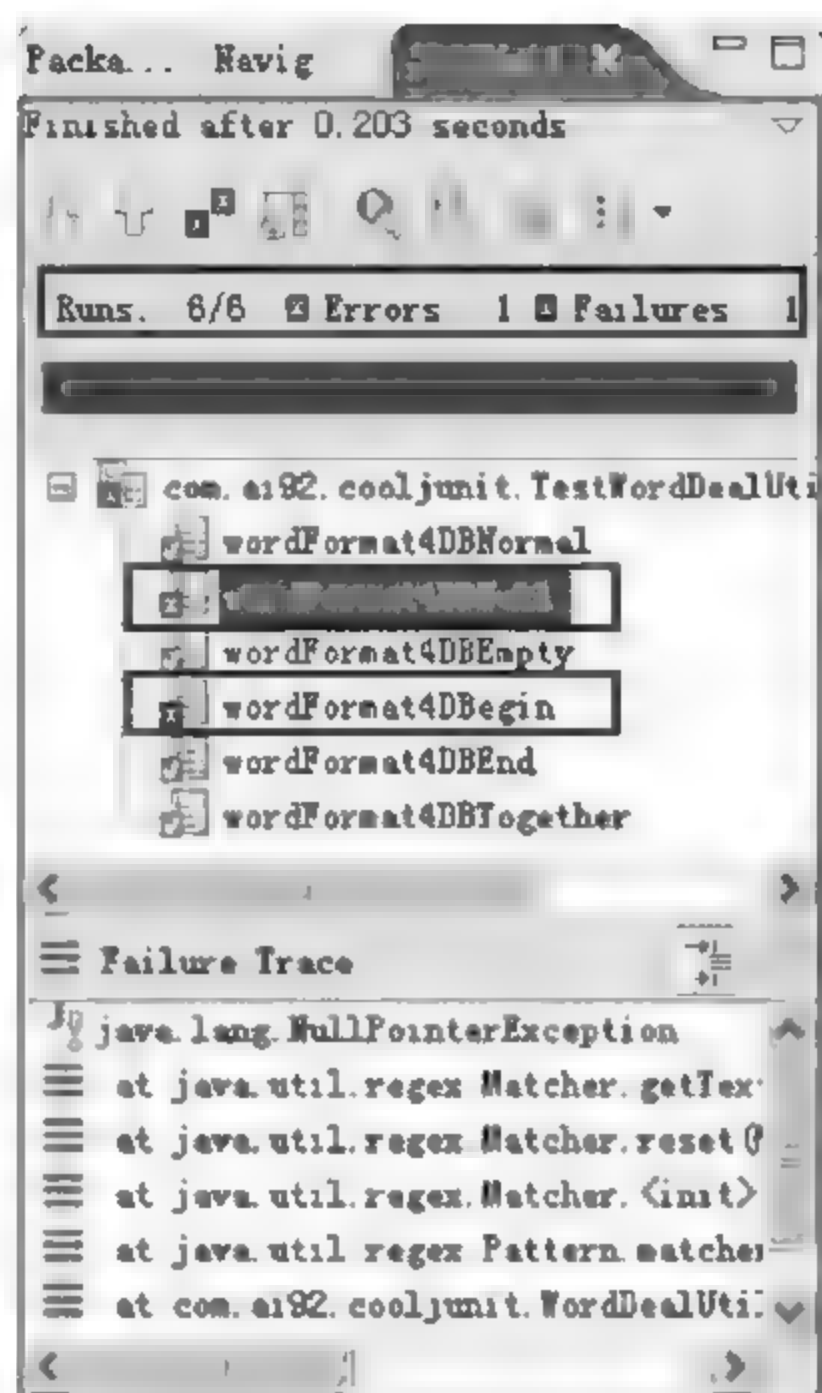 Packa... Navig
Finished after 0.203 seconds
Runs. 6/6 Errors 1 Failures 1
com.ai92.cooljunit.TestWordDealUti
wordFormat4DBNormal
wordFormat4DBEmpty
wordFormat4DBegin
wordFormat4DBEnd
wordFormat4DBTogether
Failure Trace
java.lang.NullPointerException
at java.util.regex.Matcher.getTex
at java.util.regex.Matcher.reset(
at java.util.regex.Matcher.<init>
at java.util.regex.Pattern.matcher
at com.ai92.cooljunit.WordDealUtil